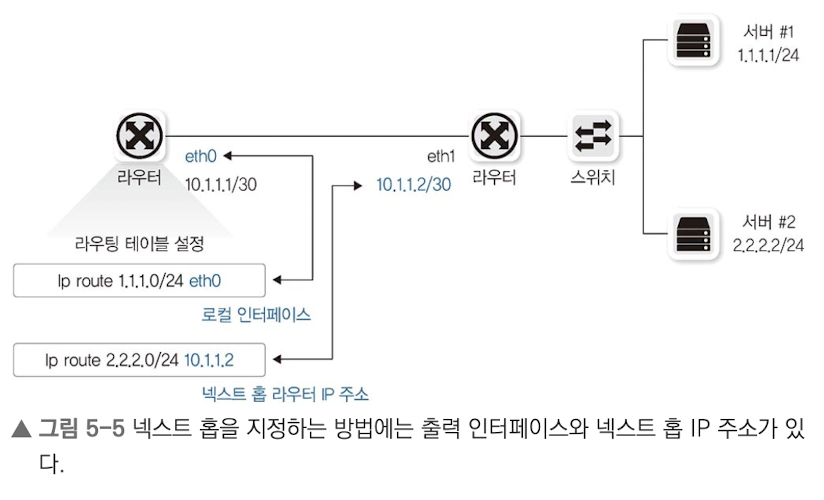 서버 #1
1.1.1.1/24
eth0
10.1.1.1/30
라우터
eth1
10.1.1.2/30
라우터
스위치
서버 #2
2.2.2.2/24
라우팅 테이블 설정
Ip route 1.1.1.0/24 eth0
로컬 인터페이스
Ip route 2.2.2.0/24 10.1.1.2
넥스트 홉 라우터 IP 주소
▲ 그림 5-5 넥스트 홉을 지정하는 방법에는 출력 인터페이스와 넥스트 홉 IP 주소가 있
다.